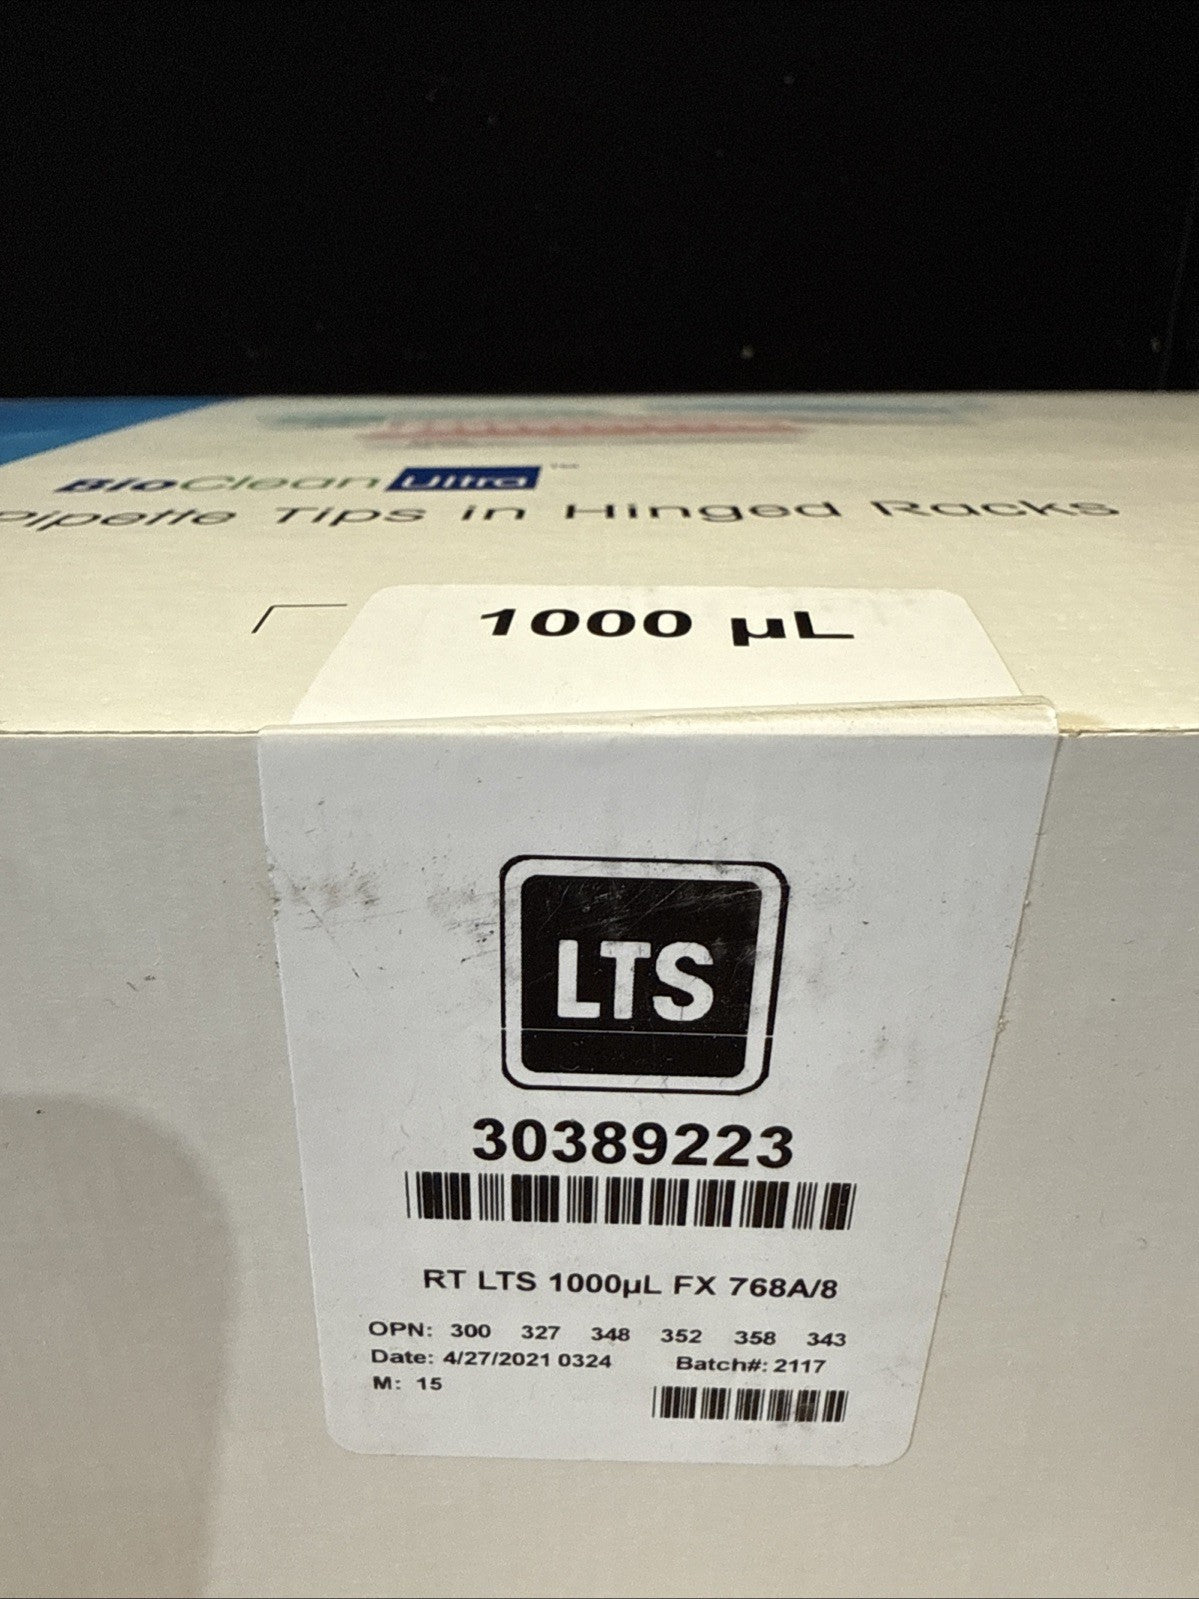 BioClean Ultra™
Pipette Tips in Hinged Racks
1000 µL
LTS
30389223
RT LTS 1000µL FX 768A/8
OPN: 300 327 348 352 358 343
Date: 4/27/2021 0324 Batch#: 2117
M: 15